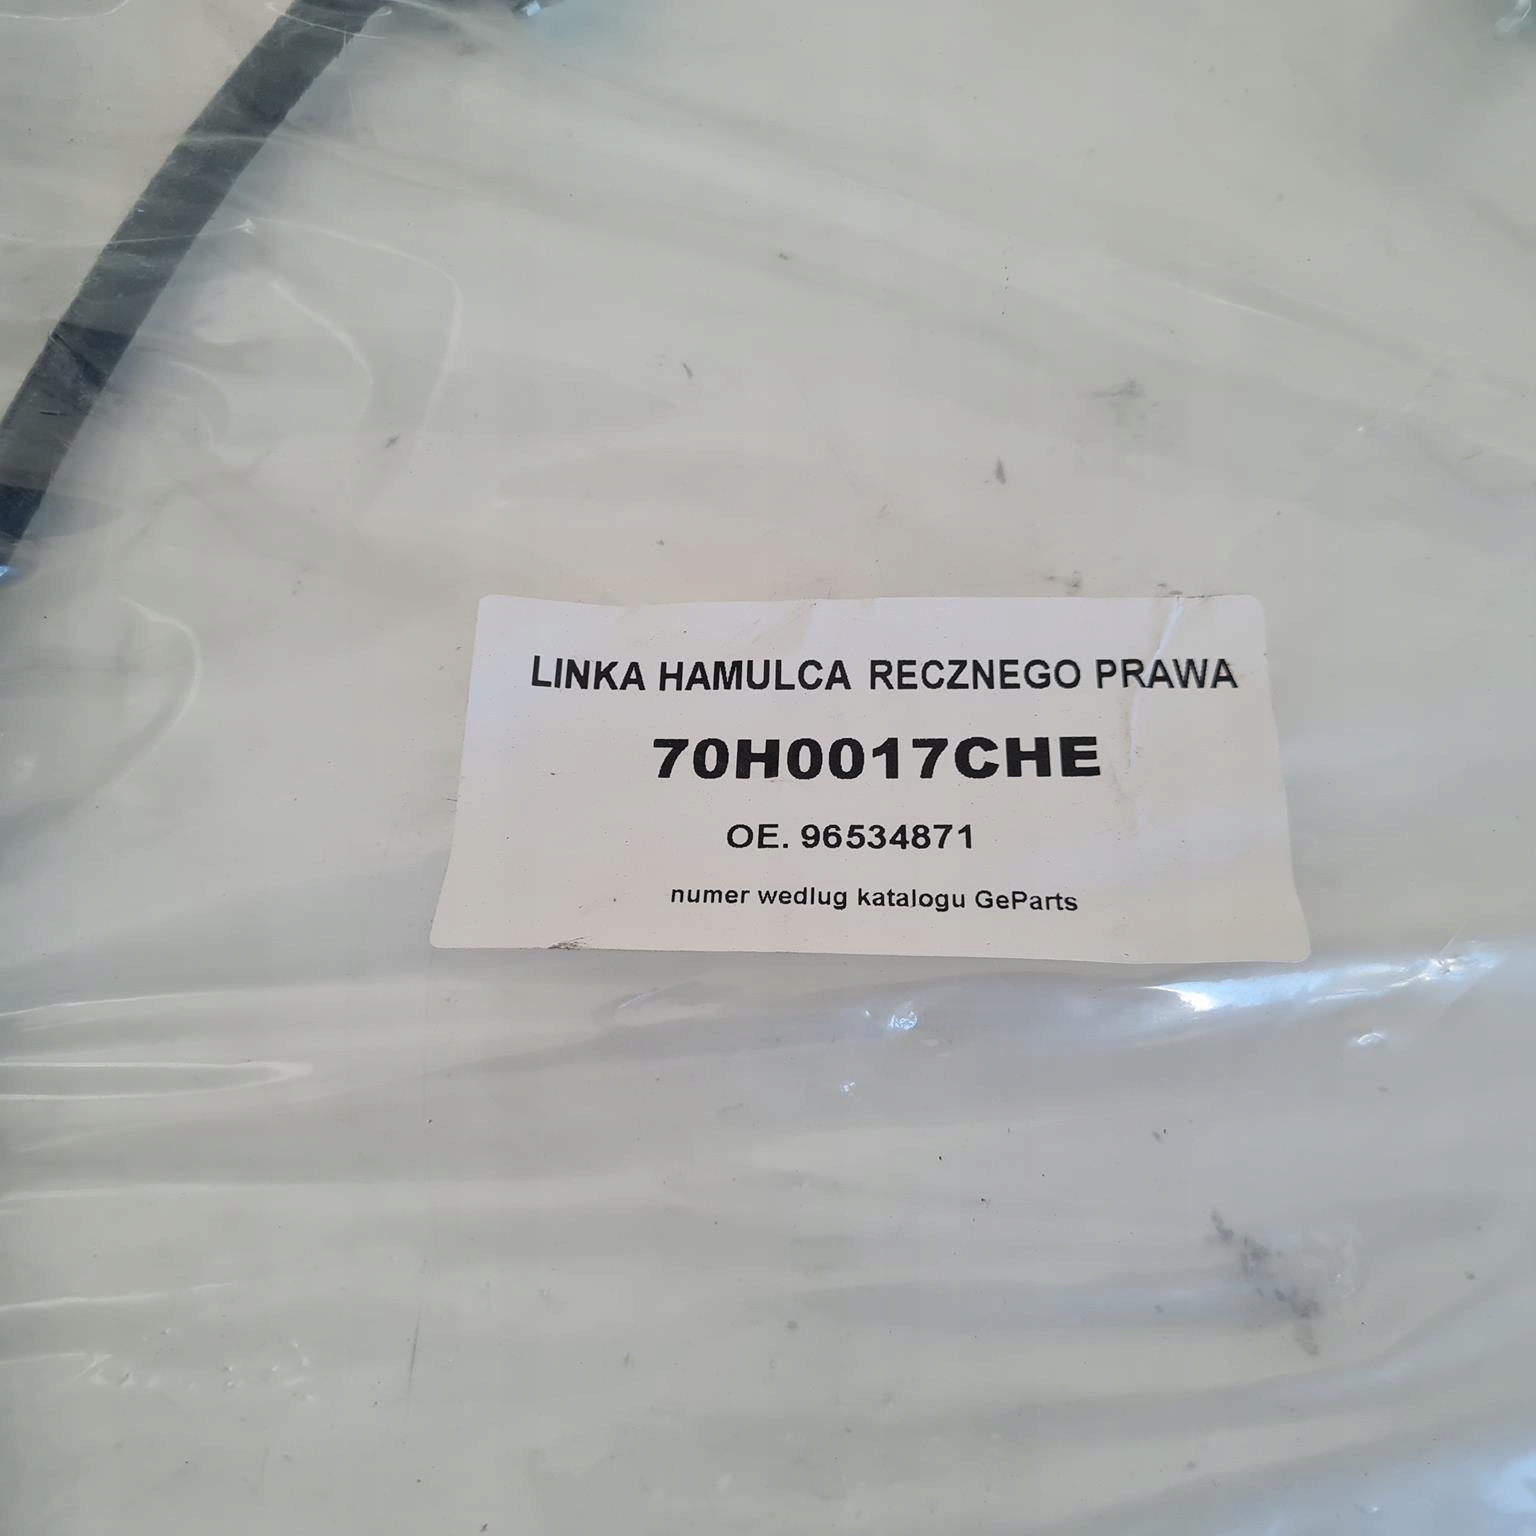 LINKA HAMULCA RECZNEGO PRAWA
70H0017CHE
OE. 96534871
numer wedlug katalogu GeParts